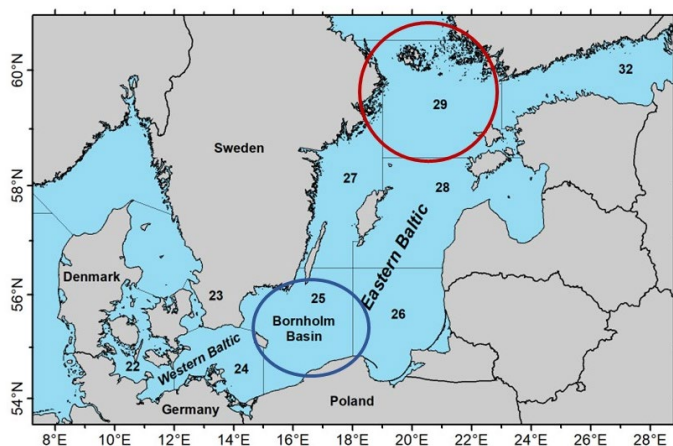 60°N
58°N
56°N
54°N
32
29
Sweden
27
28
Denmark
Eastern Baltic
23
25
Bornholm
Basin
26
Western Baltic
22
24
Germany
Poland
8°E 10°E 12°E 14°E 16°E 18°E 20°E 22°E 24°E 26°E 28°E